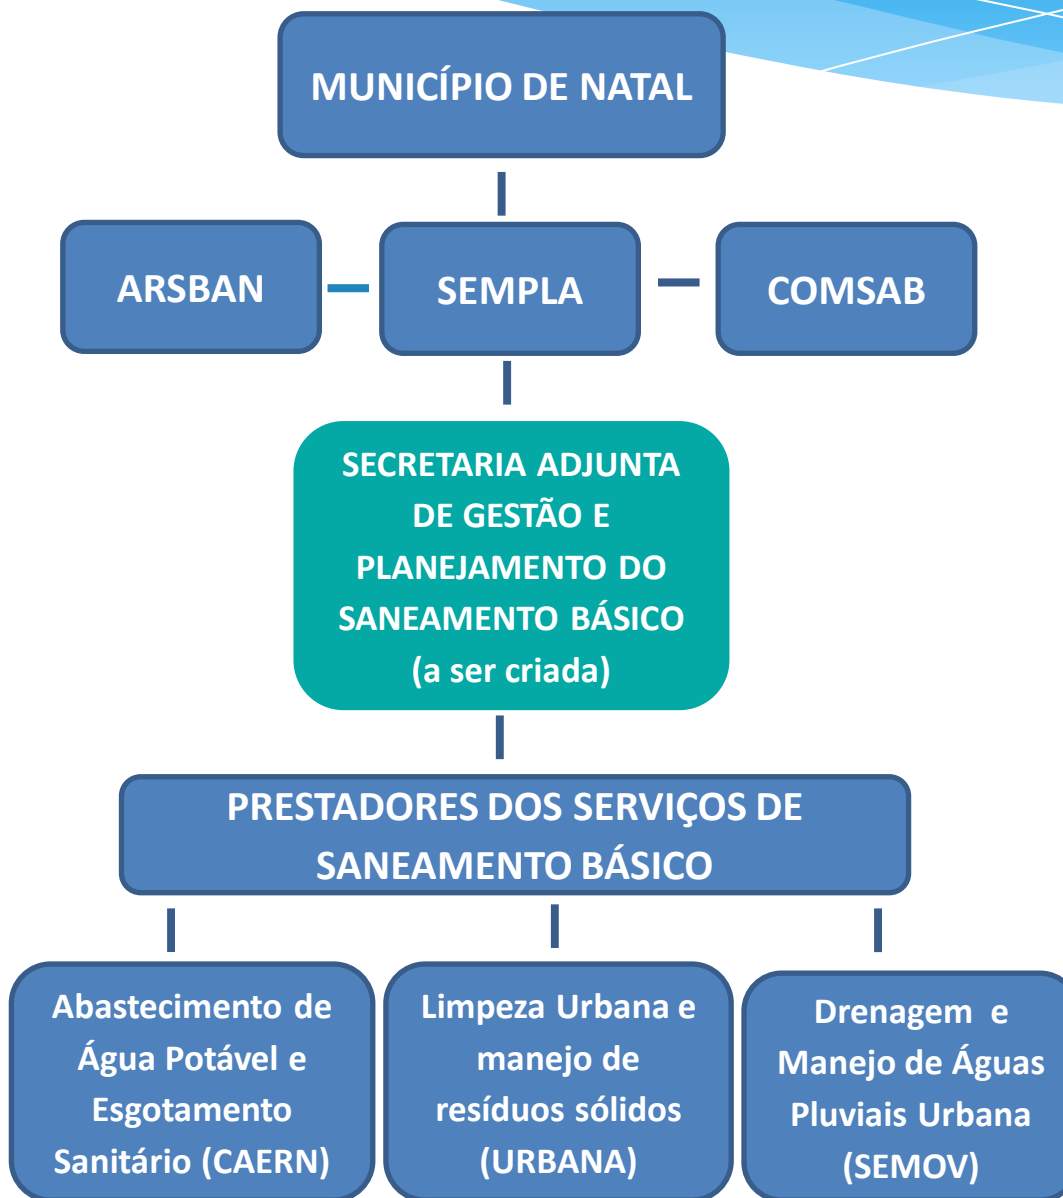 MUNICÍPIO DE NATAL
ARSBAN
SEMPLA
COMSAB
SECRETARIA ADJUNTA
DE GESTÃO E
PLANEJAMENTO DO
SANEAMENTO BÁSICO
(a ser criada)
PRESTADORES DOS SERVIÇOS DE
SANEAMENTO BÁSICO
Abastecimento de
Água Potável e
Esgotamento
Sanitário (CAERN)
Limpeza Urbana e
manejo de
resíduos sólidos
(URBANA)
Drenagem e
Manejo de Águas
Pluviais Urbana
(SEMOV)